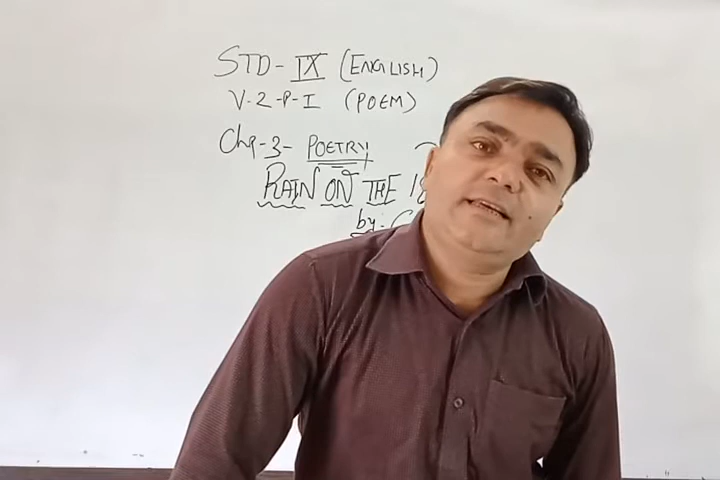 STD- IX (ENGLISH)
V-2-P-I (POEM)
Chp-3- POETRY
RAIN ON THE
by-